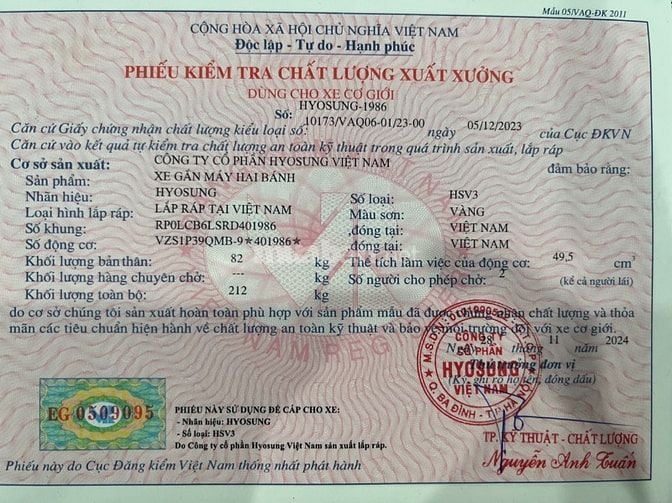 Mẫu 05/VAQ-ĐK 2011
CỘNG HÒA XÃ HỘI CHỦ NGHĨA VIỆT NAM
Độc lập - Tự do - Hạnh phúc
PHIẾU KIỂM TRA CHẤT LƯỢNG XUẤT XƯỞNG
DÙNG CHO XE CƠ GIỚI
Số: HYOSUNG-1986
Căn cứ Giấy chứng nhận chất lượng kiểu loại số: 10173/VAQ06-01/23-00 ngày 05/12/2023 của Cục ĐKVN
Căn cứ vào kết quả tự kiểm tra chất lượng an toàn kỹ thuật trong quá trình sản xuất, lắp ráp
Cơ sở sản xuất: CÔNG TY CỔ PHẦN HYOSUNG VIỆT NAM đảm bảo rằng:
Sản phẩm: XE GẮN MÁY HAI BÁNH
Nhãn hiệu: HYOSUNG Số loại: HSV3
Loại hình lắp ráp: LẮP RÁP TẠI VIỆT NAM Màu sơn: VÀNG
Số khung: RP0LCB6LSRD401986 đóng tại: VIỆT NAM
Số động cơ: VZS1P39QMB-9★401986★ đóng tại: VIỆT NAM
Khối lượng bản thân: 82 kg Thể tích làm việc của động cơ: 49,5 cm³
Khối lượng hàng chuyên chở: --- kg Số người cho phép chở: 2 (kể cả người lái)
Khối lượng toàn bộ: 212 kg
do cơ sở chúng tôi sản xuất hoàn toàn phù hợp với sản phẩm mẫu đã được chứng nhận chất lượng và thỏa
mãn các tiêu chuẩn hiện hành về chất lượng an toàn kỹ thuật và bảo vệ môi trường đối với xe cơ giới.
Ngày 28 tháng 11 năm 2024
Thủ trưởng đơn vị
(Ký, ghi rõ họ tên, đóng dấu)
CÔNG TY
CỔ PHẦN
HYOSUNG
VIỆT NAM
Q. BA ĐÌNH - TP HÀ NỘI
EG 0509095
PHIẾU NÀY SỬ DỤNG ĐỂ CẤP CHO XE:
- Nhãn hiệu: HYOSUNG
- Số loại: HSV3
Do Công ty cổ phần Hyosung Việt Nam sản xuất lắp ráp.
TP. KỸ THUẬT - CHẤT LƯỢNG
Nguyễn Anh Tuấn
Phiếu này do Cục Đăng kiểm Việt Nam thống nhất phát hành